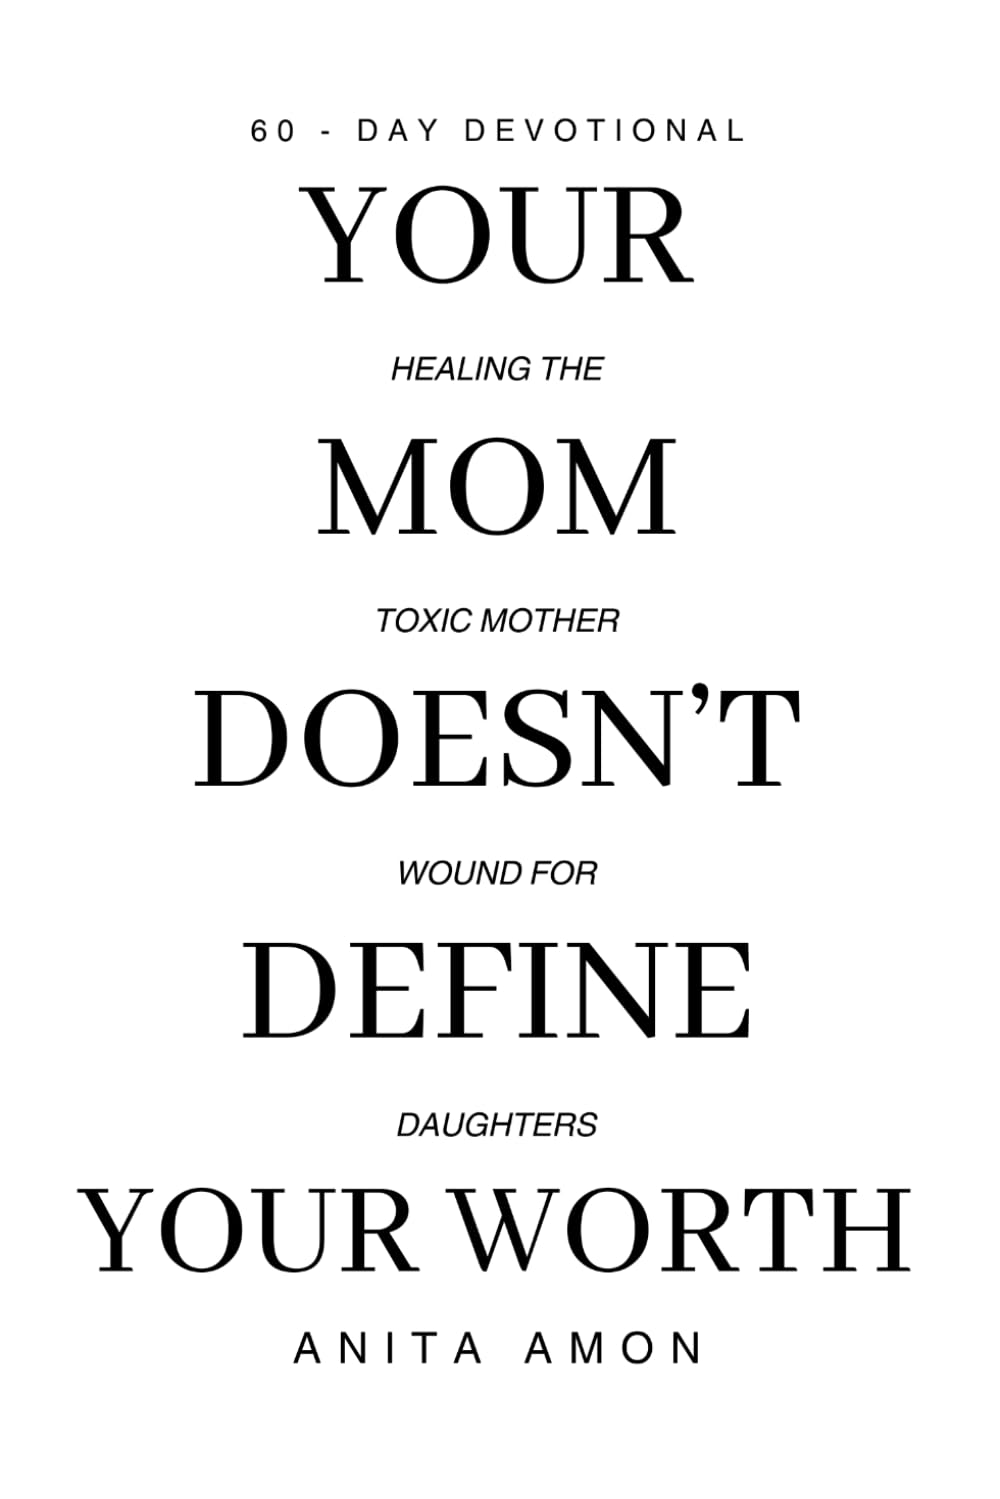 60 - DAY DEVOTIONAL
YOUR
HEALING THE
MOM
TOXIC MOTHER
DOESN’T
WOUND FOR
DEFINE
DAUGHTERS
YOUR WORTH
ANITA AMON